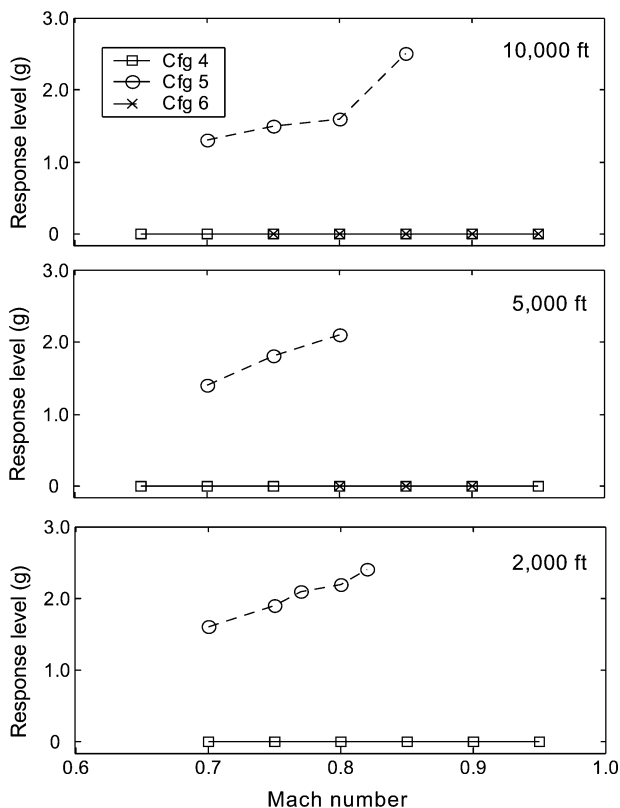 3.0
10,000 ft
Cfg 4
Cfg 5
Cfg 6
2.0
1.0
0
Response level (g)
3.0
5,000 ft
2.0
1.0
0
Response level (g)
3.0
2,000 ft
2.0
1.0
0
Response level (g)
0.6 0.7 0.8 0.9 1.0
Mach number